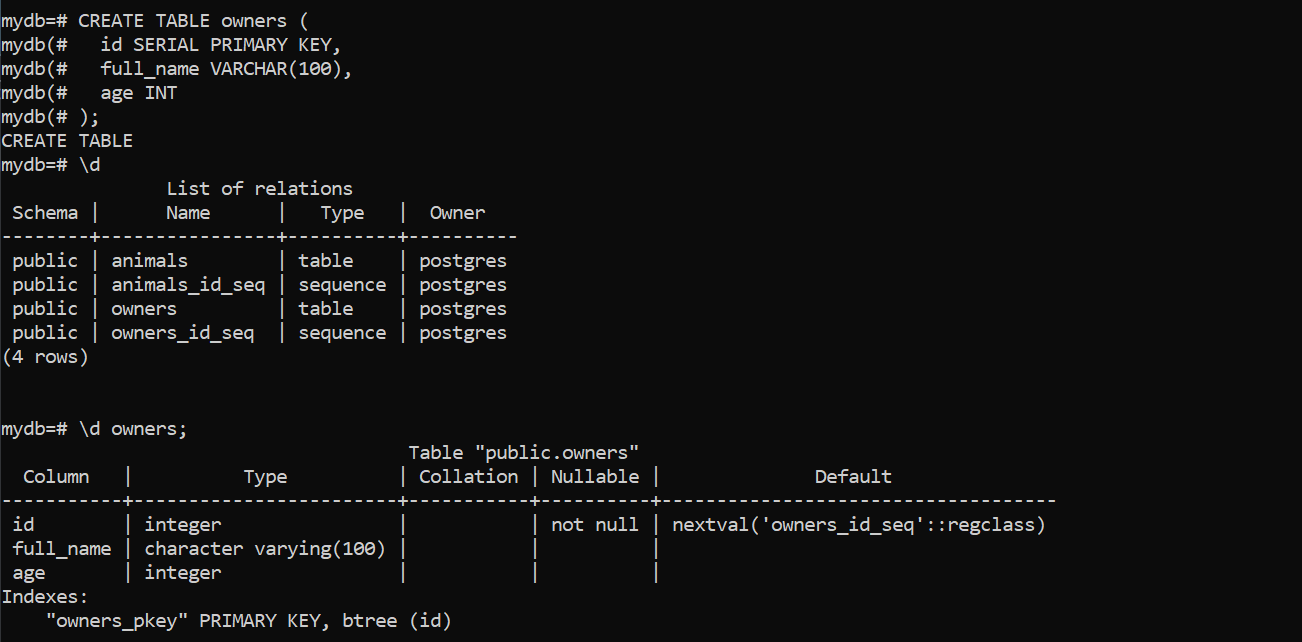 mydb=# CREATE TABLE owners (
mydb(#   id SERIAL PRIMARY KEY,
mydb(#   full_name VARCHAR(100),
mydb(#   age INT
mydb(# );
CREATE TABLE
mydb=# \d
               List of relations
 Schema |      Name      |   Type   |  Owner
--------+----------------+----------+----------
 public | animals        | table    | postgres
 public | animals_id_seq | sequence | postgres
 public | owners         | table    | postgres
 public | owners_id_seq  | sequence | postgres
(4 rows)
mydb=# \d owners;
                                     Table "public.owners"
  Column   |          Type          | Collation | Nullable |              Default
-----------+------------------------+-----------+----------+------------------------------------
 id        | integer                |           | not null | nextval('owners_id_seq'::regclass)
 full_name | character varying(100) |           |          |
 age       | integer                |           |          |
Indexes:
    "owners_pkey" PRIMARY KEY, btree (id)